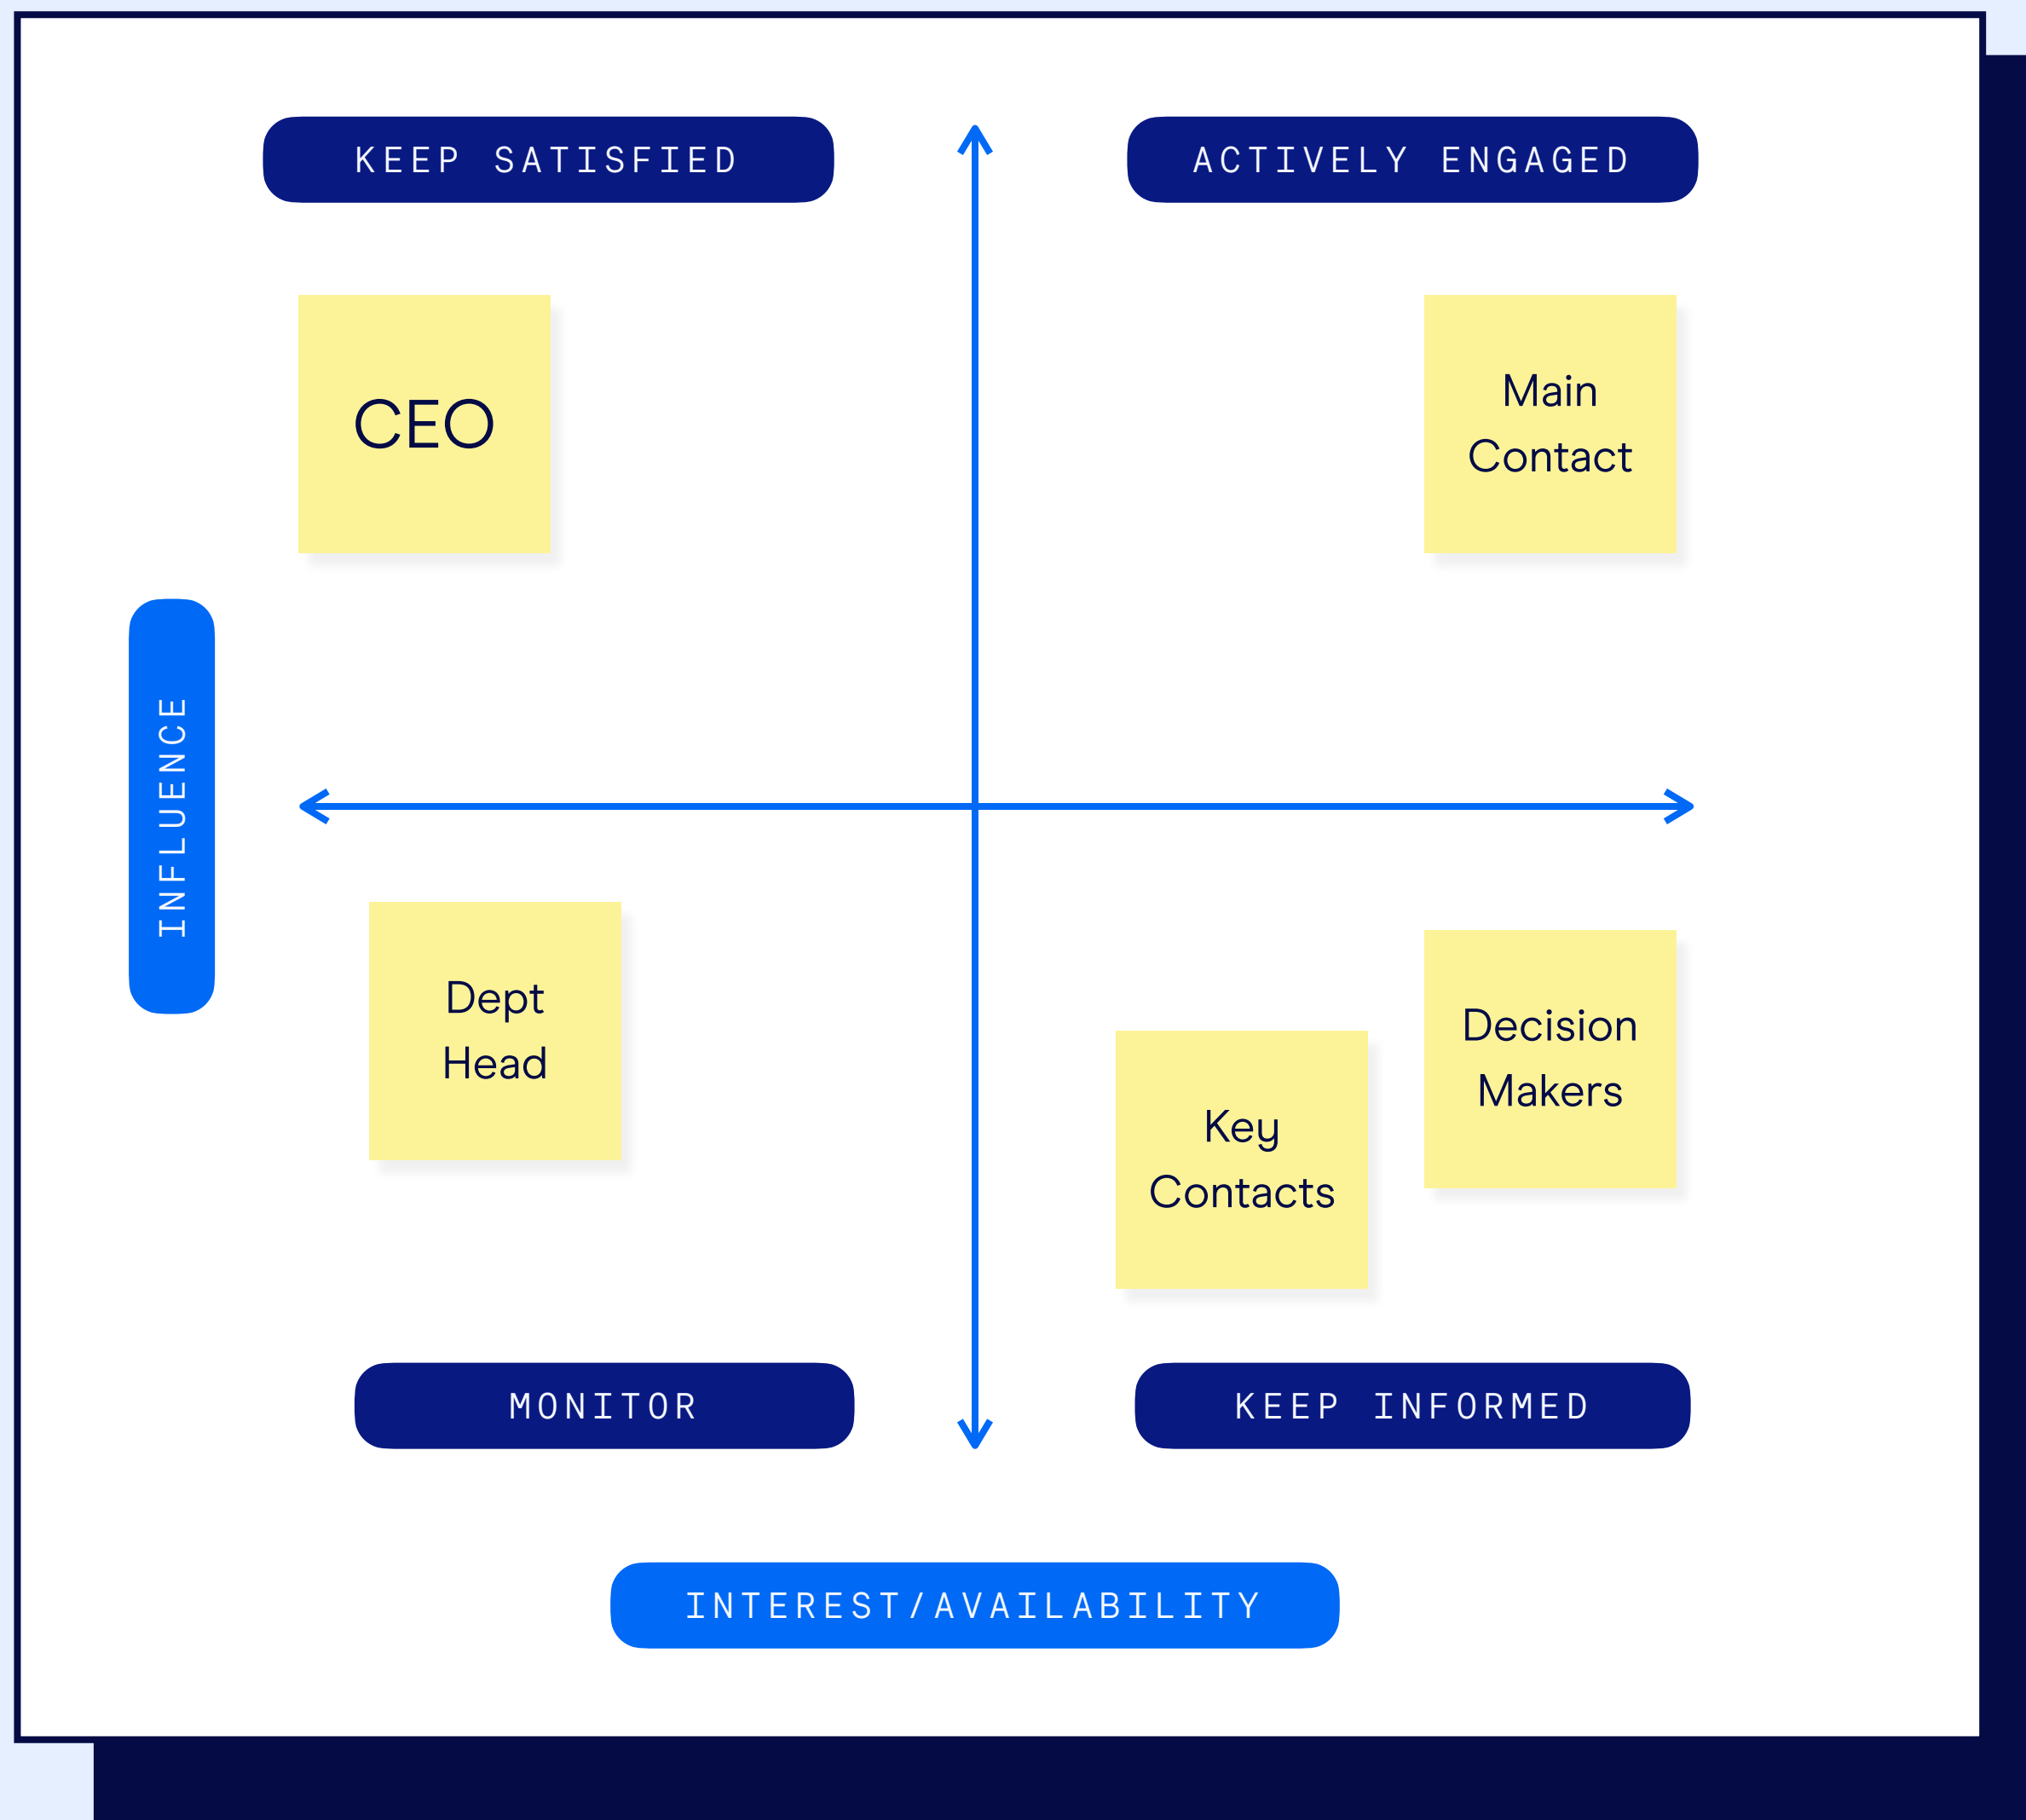 KEEP SATISFIED
ACTIVELY ENGAGED
CEO
Main
Contact
INFLUENCE
Dept
Head
Decision
Makers
Key
Contacts
MONITOR
KEEP INFORMED
INTEREST/AVAILABILITY